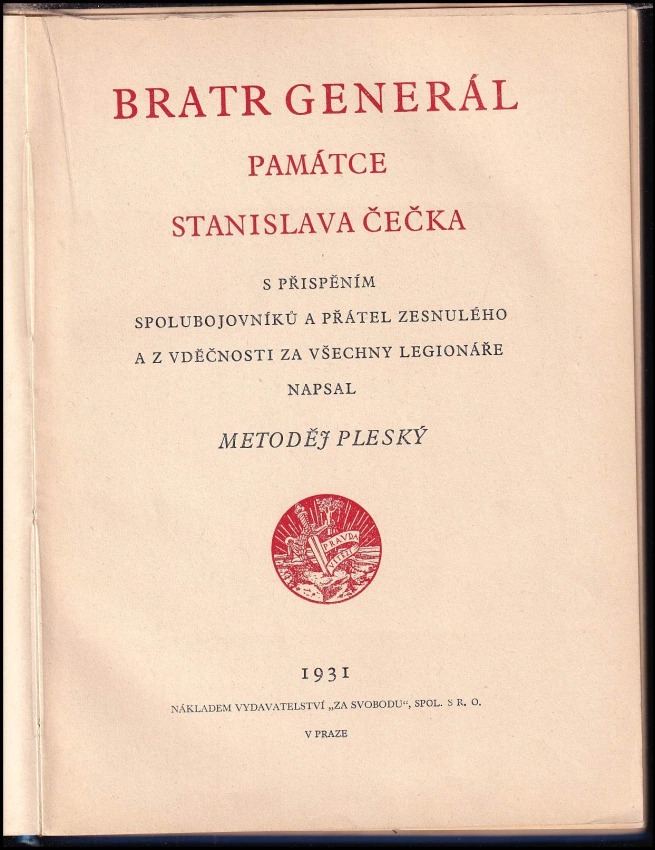 BRATR GENERÁL
PAMÁTCE
STANISLAVA ČEČKA
S PŘISPĚNÍM
SPOLUBOJOVNÍKŮ A PŘÁTEL ZESNULÉHO
A Z VDĚČNOSTI ZA VŠECHNY LEGIONÁŘE
NAPSAL
METODĚJ PLESKÝ
PRAVDA
VÍTĚZÍ
1931
NÁKLADEM VYDAVATELSTVÍ „ZA SVOBODU“, SPOL. S R. O.
V PRAZE